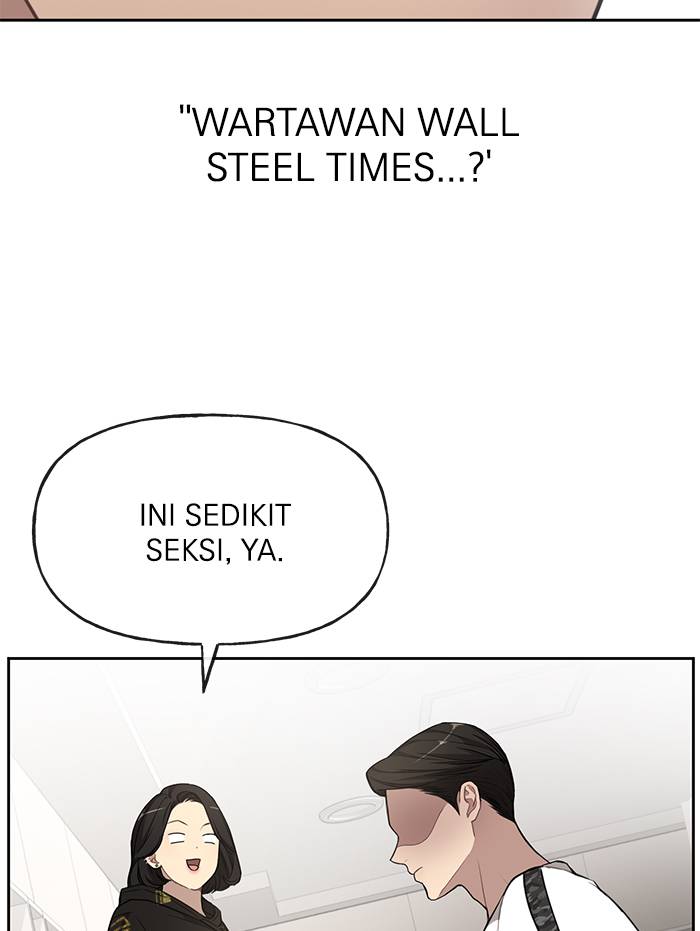 "WARTAWAN WALL
STEEL TIMES...?'
INI SEDIKIT
SEKSI, YA.